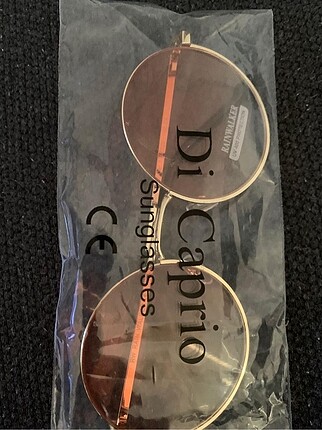 Di Caprio
Sunglasses
CE
RAINWALKER